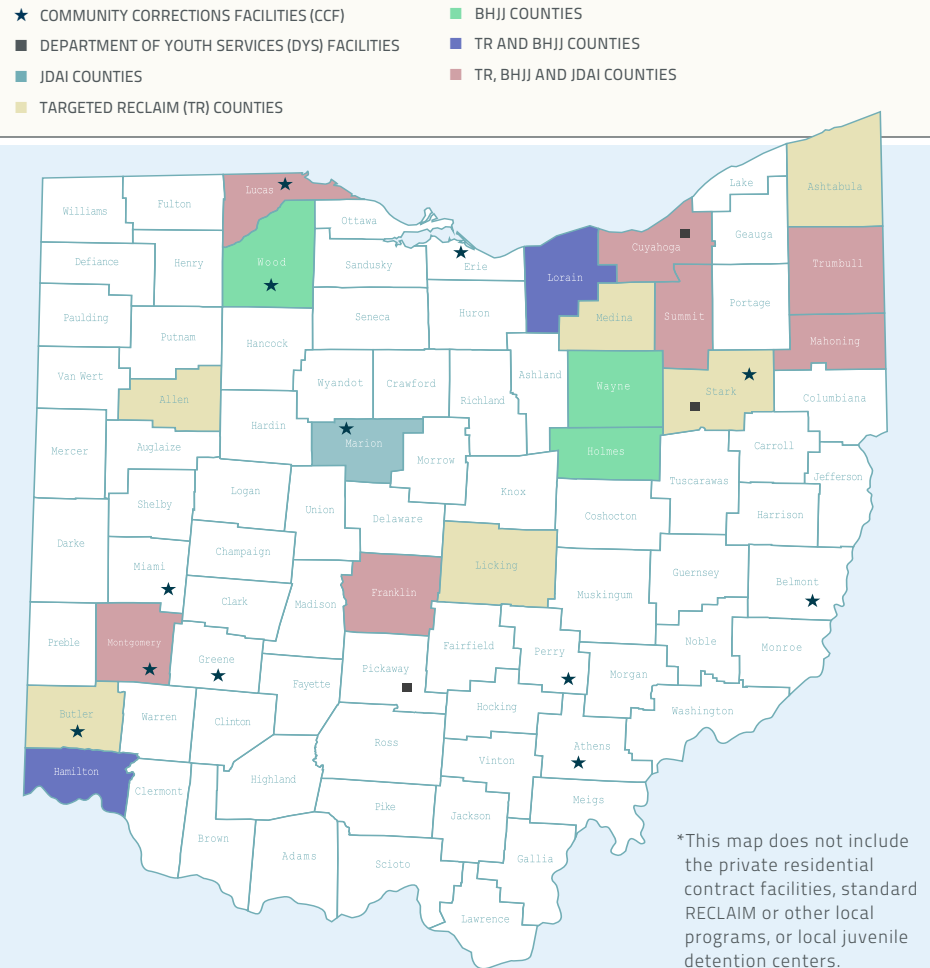 COMMUNITY CORRECTIONS FACILITIES (CCF)
DEPARTMENT OF YOUTH SERVICES (DYS) FACILITIES
JDAI COUNTIES
TARGETED RECLAIM (TR) COUNTIES
BHJJ COUNTIES
TR AND BHJJ COUNTIES
TR, BHJJ AND JDAI COUNTIES
Williams
Fulton
Lucas
Ottawa
Lake
Ashtabula
Geauga
Cuyahoga
Defiance
Henry
Wood
Sandusky
Erie
Lorain
Trumbull
Paulding
Putnam
Hancock
Seneca
Huron
Medina
Summit
Portage
Mahoning
Van Wert
Allen
Wyandot
Crawford
Richland
Ashland
Wayne
Stark
Columbiana
Mercer
Auglaize
Hardin
Marion
Morrow
Holmes
Carroll
Tuscarawas
Jefferson
Shelby
Logan
Union
Delaware
Knox
Coshocton
Harrison
Darke
Miami
Champaign
Licking
Guernsey
Belmont
Clark
Madison
Franklin
Muskingum
Preble
Montgomery
Greene
Fayette
Pickaway
Fairfield
Perry
Morgan
Noble
Monroe
Butler
Warren
Clinton
Ross
Hocking
Washington
Hamilton
Clermont
Highland
Vinton
Athens
Brown
Adams
Pike
Jackson
Meigs
Scioto
Gallia
Lawrence
*This map does not include
the private residential
contract facilities, standard
RECLAIM or other local
programs, or local juvenile
detention centers.